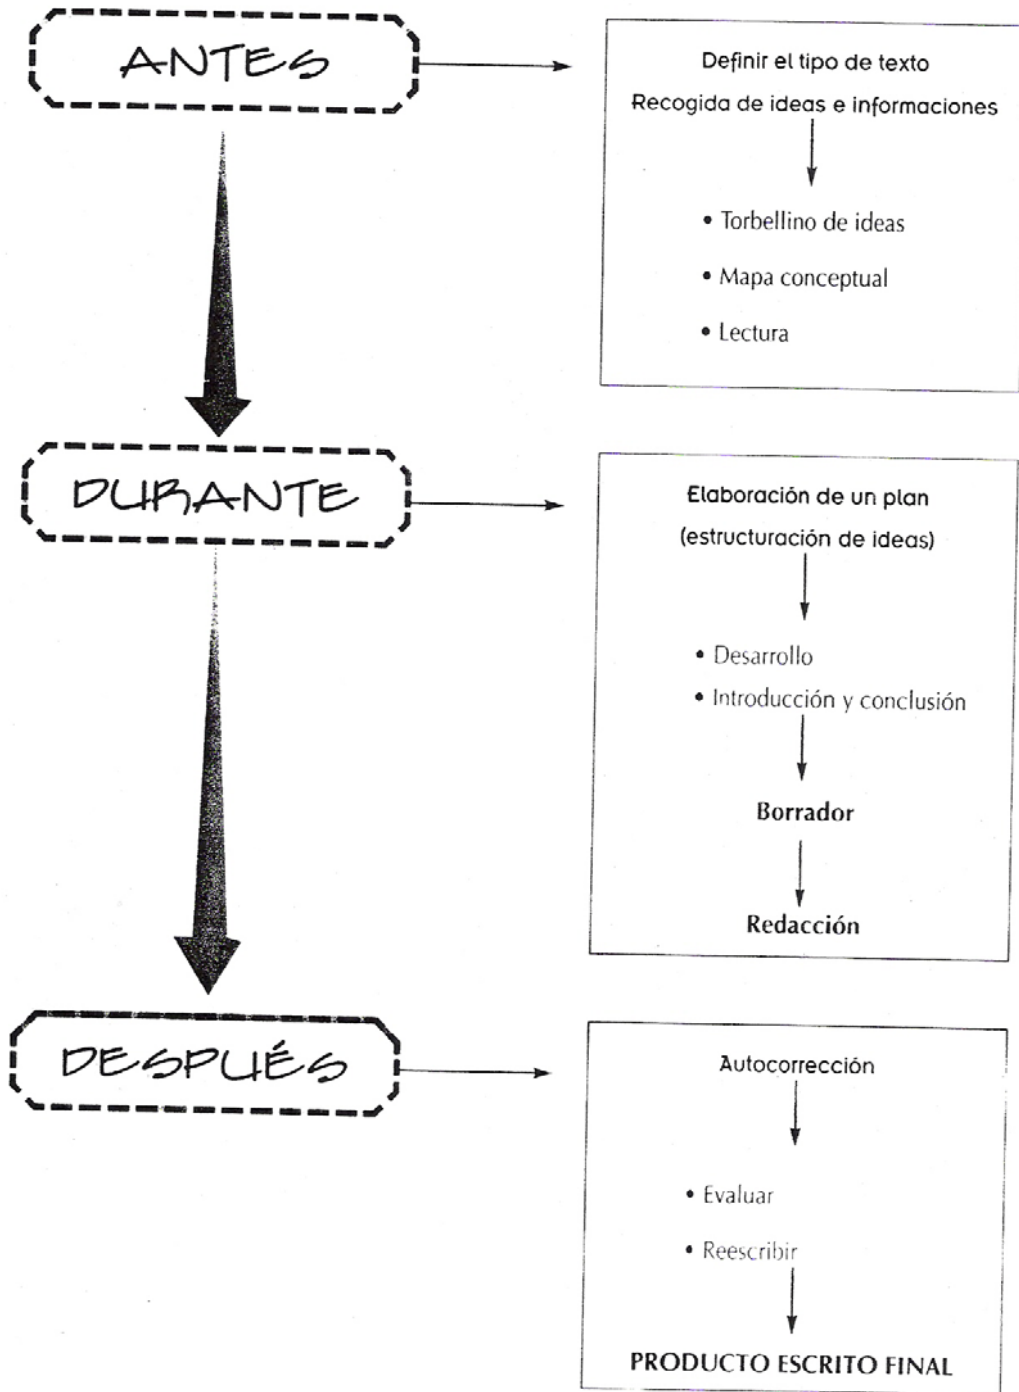 ANTES
Definir el tipo de texto
Recogida de ideas e informaciones
• Torbellino de ideas
• Mapa conceptual
• Lectura
DURANTE
Elaboración de un plan
(estructuración de ideas)
• Desarrollo
• Introducción y conclusión
Borrador
Redacción
DESPUÉS
Autocorrección
• Evaluar
• Reescribir
PRODUCTO ESCRITO FINAL